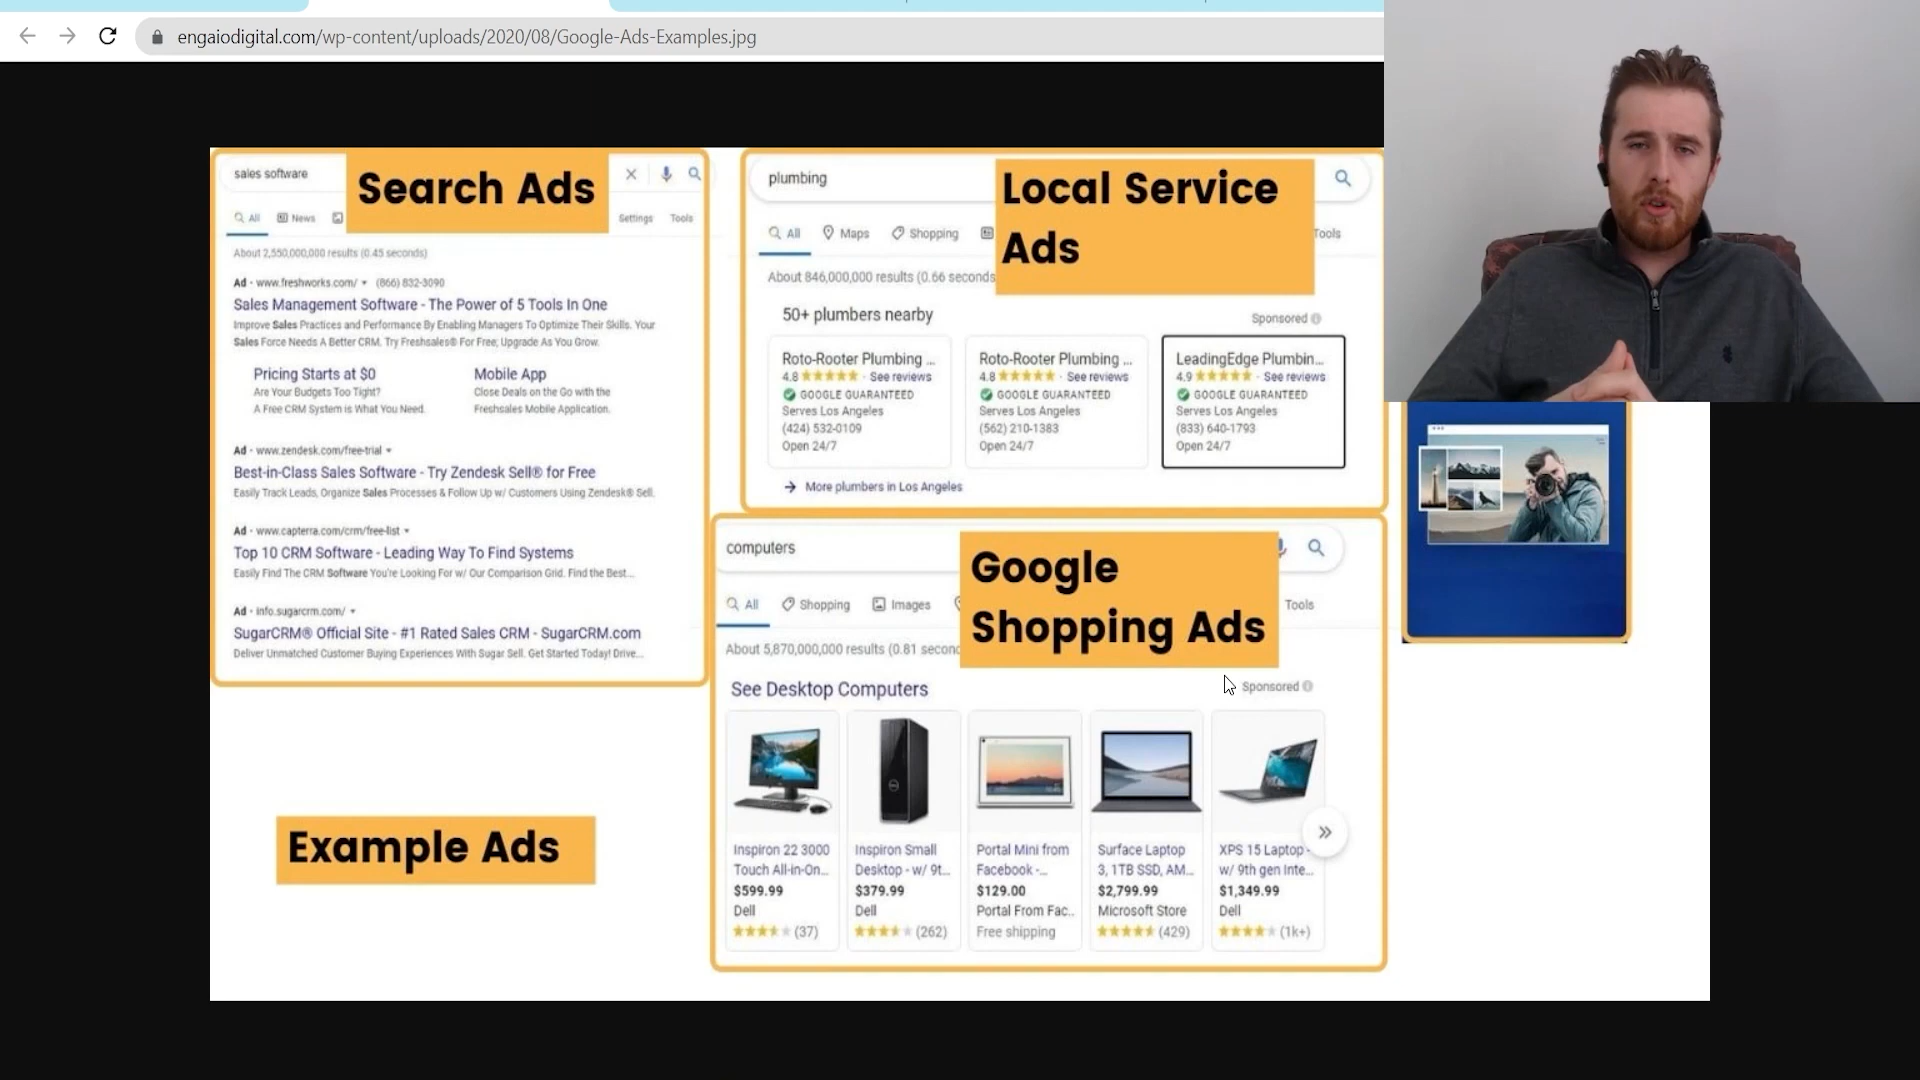 engaiodigital.com/wp-content/uploads/2020/08/Google-Ads-Examples.jpg
sales software
Search Ads
All
News
Settings
Tools
About 2,550,000,000 results (0.45 seconds)
Ad · www.freshworks.com/ (866) 832-3090
Sales Management Software - The Power of 5 Tools In One
Improve Sales Practices and Performance By Enabling Managers To Optimize Their Skills. Your
Sales Force Needs A Better CRM. Try Freshsales® For Free; Upgrade As You Grow.
Pricing Starts at $0
Are Your Budgets Too Tight?
A Free CRM System is What You Need.
Mobile App
Close Deals on the Go with the
Freshsales Mobile Application.
Ad · www.zendesk.com/free-trial
Best-in-Class Sales Software - Try Zendesk Sell® for Free
Easily Track Leads, Organize Sales Processes & Follow Up w/ Customers Using Zendesk® Sell.
Ad · www.capterra.com/crm/free-list
Top 10 CRM Software - Leading Way To Find Systems
Easily Find The CRM Software You're Looking For w/ Our Comparison Grid. Find the Best...
Ad · info.sugarcrm.com/
SugarCRM® Official Site - #1 Rated Sales CRM - SugarCRM.com
Deliver Unmatched Customer Buying Experiences With Sugar Sell. Get Started Today! Drive...
Example Ads
plumbing
Local Service
Ads
All
Maps
Shopping
Tools
About 846,000,000 results (0.66 seconds
50+ plumbers nearby
Sponsored
Roto-Rooter Plumbing ...
4.8 · See reviews
GOOGLE GUARANTEED
Serves Los Angeles
(424) 532-0109
Open 24/7
Roto-Rooter Plumbing ...
4.8 · See reviews
GOOGLE GUARANTEED
Serves Los Angeles
(562) 210-1383
Open 24/7
LeadingEdge Plumbin...
4.9 · See reviews
GOOGLE GUARANTEED
Serves Los Angeles
(833) 640-1793
Open 24/7
More plumbers in Los Angeles
computers
Google
Shopping Ads
All
Shopping
Images
Tools
About 5,870,000,000 results (0.81 secon
See Desktop Computers
Sponsored
Inspiron 22 3000
Touch All-in-On...
$599.99
Dell
(37)
Inspiron Small
Desktop - w/ 9t...
$379.99
Dell
(262)
Portal Mini from
Facebook -...
$129.00
Portal From Fac..
Free shipping
Surface Laptop
3, 1TB SSD, AM...
$2,799.99
Microsoft Store
(429)
XPS 15 Laptop -
w/ 9th gen Inte...
$1,349.99
Dell
(1k+)